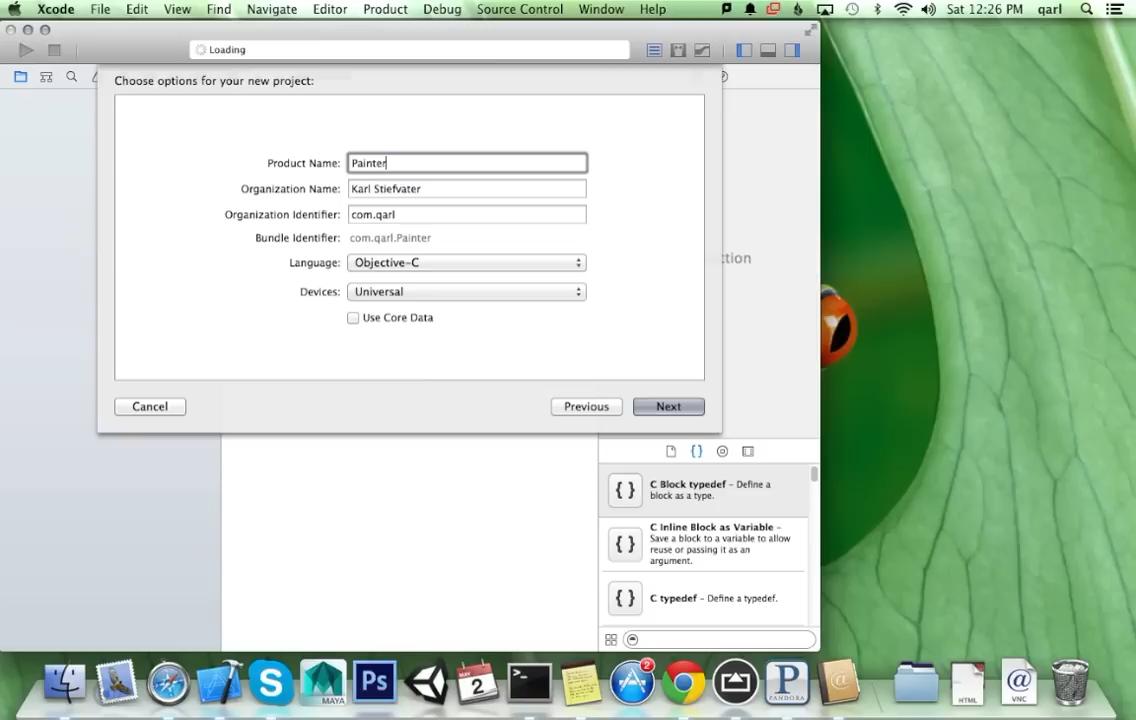 Xcode File Edit View Find Navigate Editor Product Debug Source Control Window Help Sat 12:26 PM qarl
Loading
Choose options for your new project:
Product Name: Painter
Organization Name: Karl Stiefvater
Organization Identifier: com.qarl
Bundle Identifier: com.qarl.Painter
ction
Language: Objective-C
Devices: Universal
Use Core Data
Cancel Previous Next
{}
{ } C Block typedef - Define a
block as a type.
C Inline Block as Variable -
{ } Save a block to a variable to allow
reuse or passing it as an
argument.
{ } C typedef - Define a typedef.
S MAYA Ps 2 >_ 2 P PANDORA @ HTML @ VNC